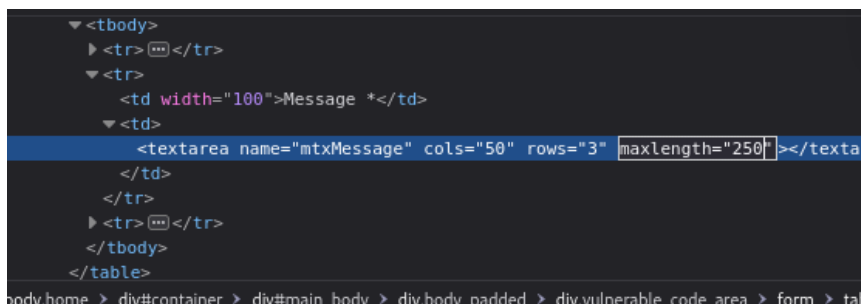 <tbody>
<tr></tr>
<tr>
<td width="100">Message *</td>
<td>
<textarea name="mtxMessage" cols="50" rows="3" maxlength="250"></texta
</td>
</tr>
<tr></tr>
</tbody>
</table>
body.home > div#container > div#main_body > div.body_padded > div.vulnerable_code_area > form > ta